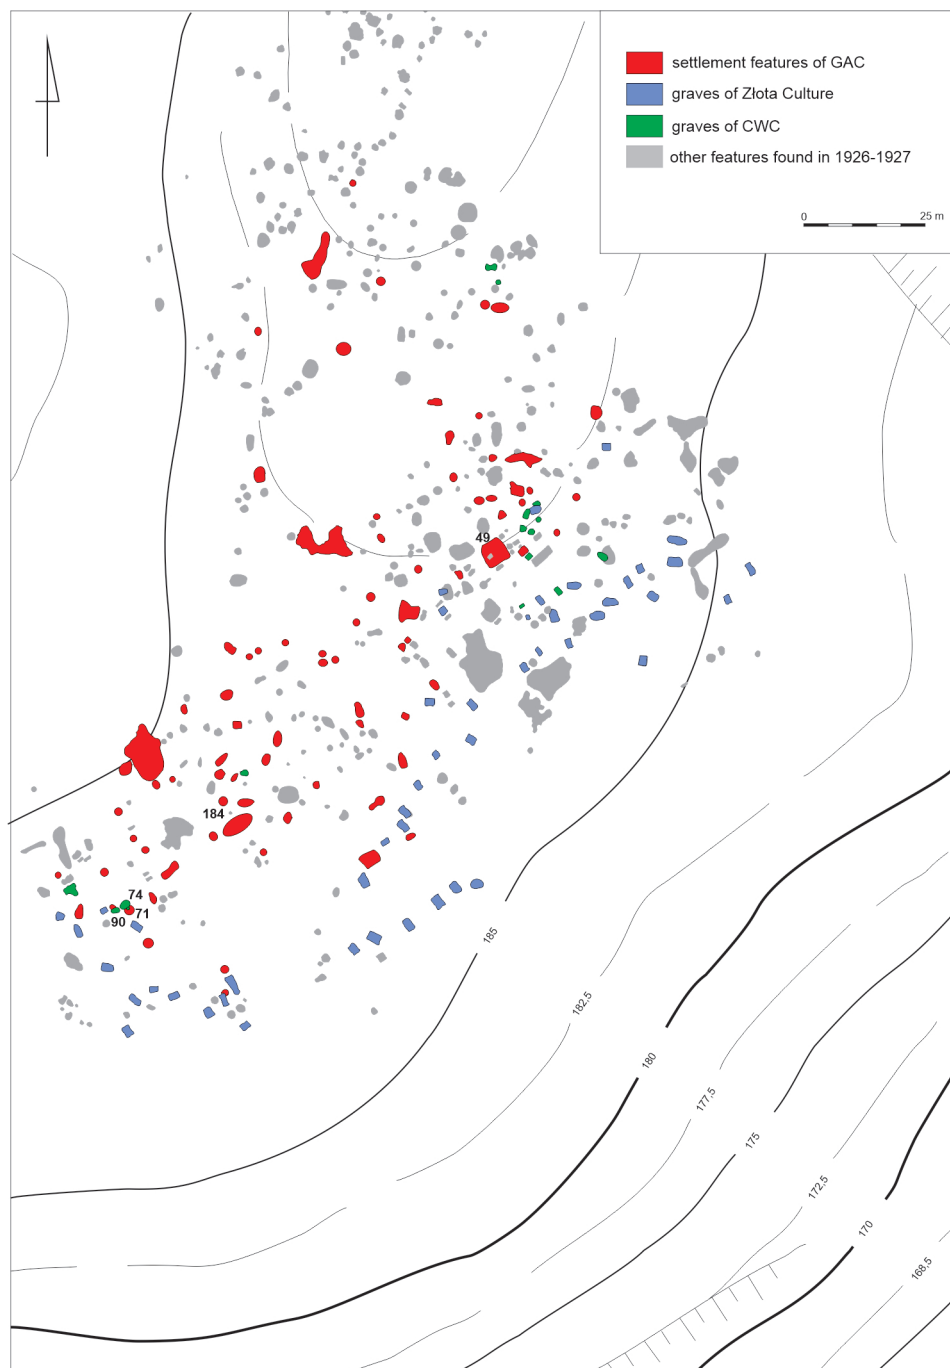 settlement features of GAC
graves of Złota Culture
graves of CWC
other features found in 1926-1927
0 25 m
49
184
74
71
90
185
182,5
180
177,5
175
172,5
170
168,5